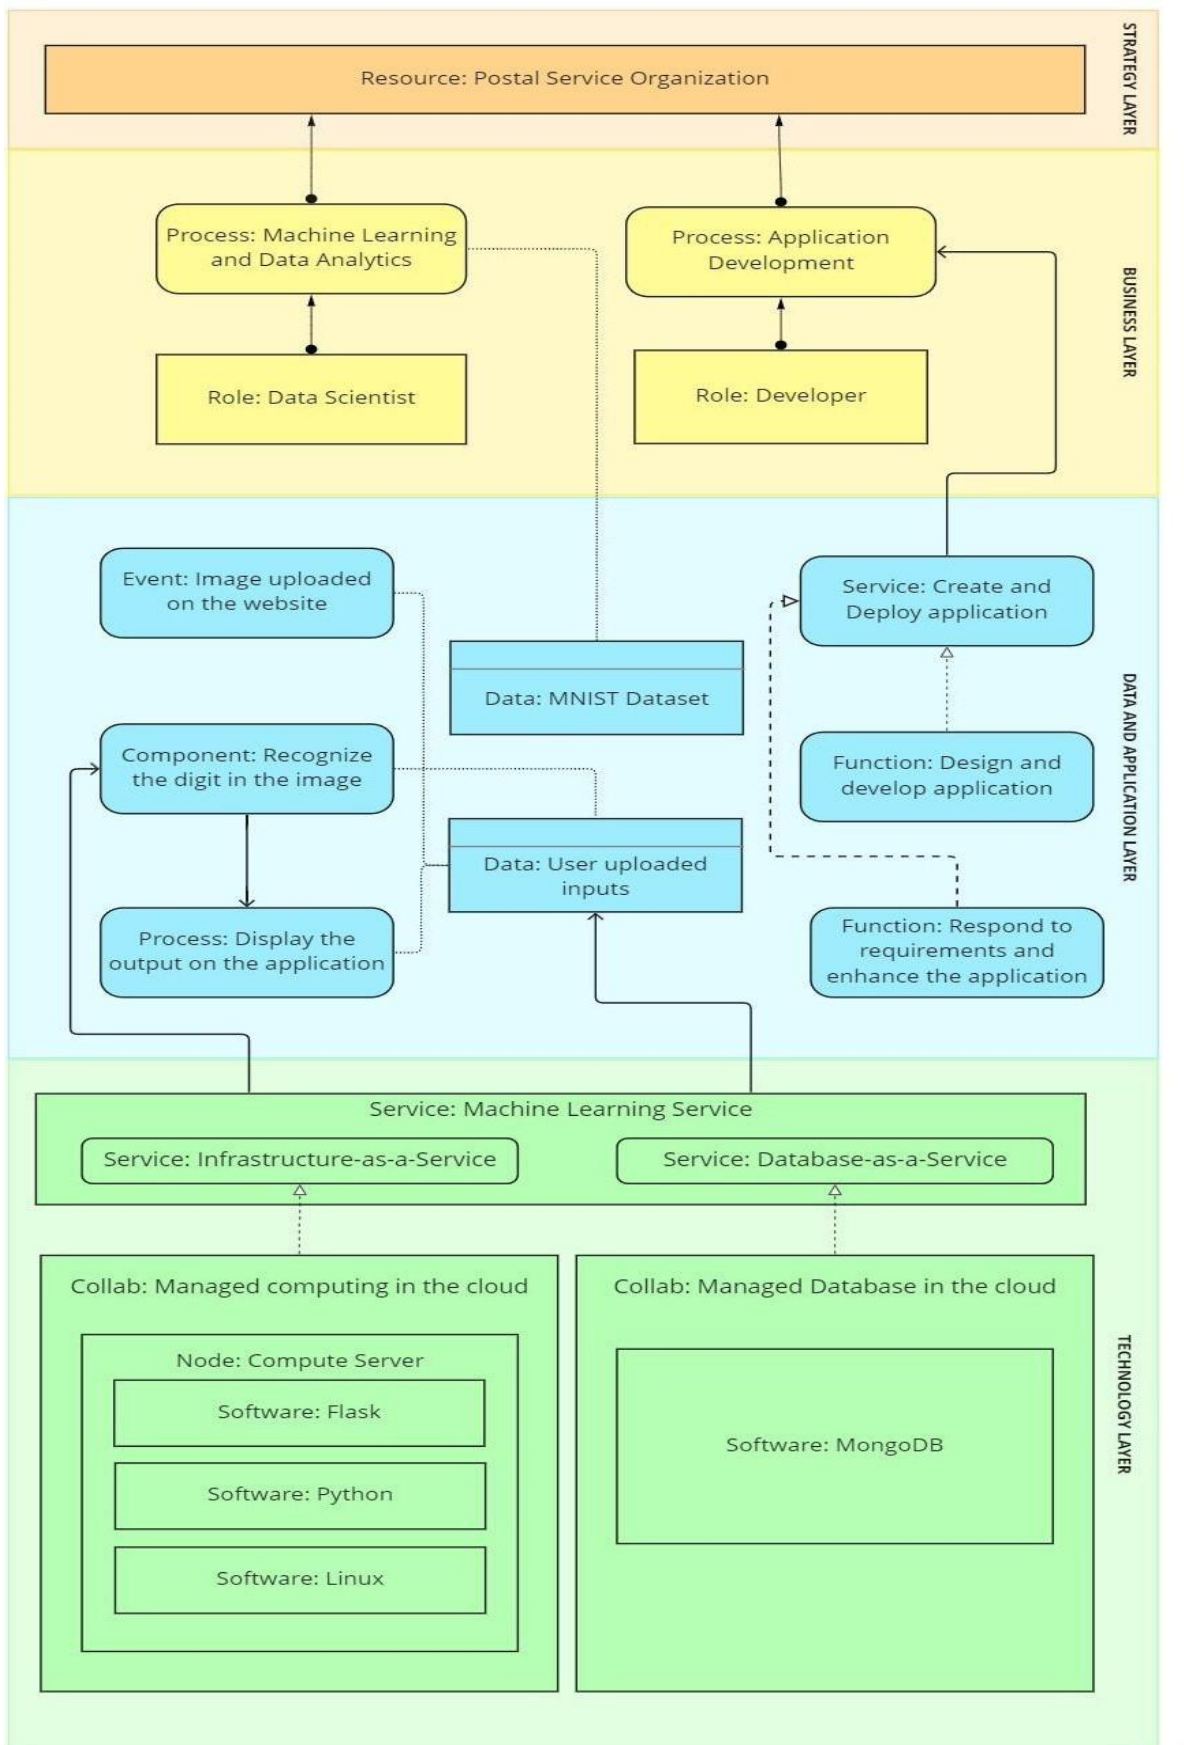 STRATEGY LAYER
Resource: Postal Service Organization
BUSINESS LAYER
Process: Machine Learning
and Data Analytics
Process: Application
Development
Role: Data Scientist
Role: Developer
DATA AND APPLICATION LAYER
Event: Image uploaded
on the website
Service: Create and
Deploy application
Data: MNIST Dataset
Component: Recognize
the digit in the image
Function: Design and
develop application
Data: User uploaded
inputs
Process: Display the
output on the application
Function: Respond to
requirements and
enhance the application
TECHNOLOGY LAYER
Service: Machine Learning Service
Service: Infrastructure-as-a-Service
Service: Database-as-a-Service
Collab: Managed computing in the cloud
Node: Compute Server
Software: Flask
Software: Python
Software: Linux
Collab: Managed Database in the cloud
Software: MongoDB